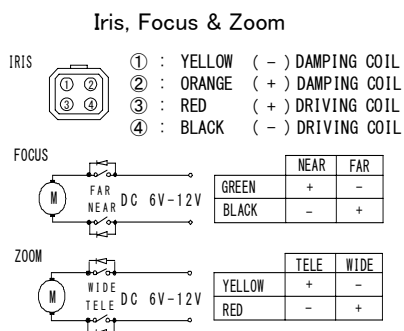 Iris, Focus & Zoom
IRIS
① ②
③ ④
① : YELLOW ( - ) DAMPING COIL
② : ORANGE ( + ) DAMPING COIL
③ : RED ( + ) DRIVING COIL
④ : BLACK ( - ) DRIVING COIL
FOCUS
M
FAR
NEAR
DC 6V-12V
NEAR FAR
GREEN + -
BLACK - +
ZOOM
M
WIDE
TELE
DC 6V-12V
TELE WIDE
YELLOW + -
RED - +